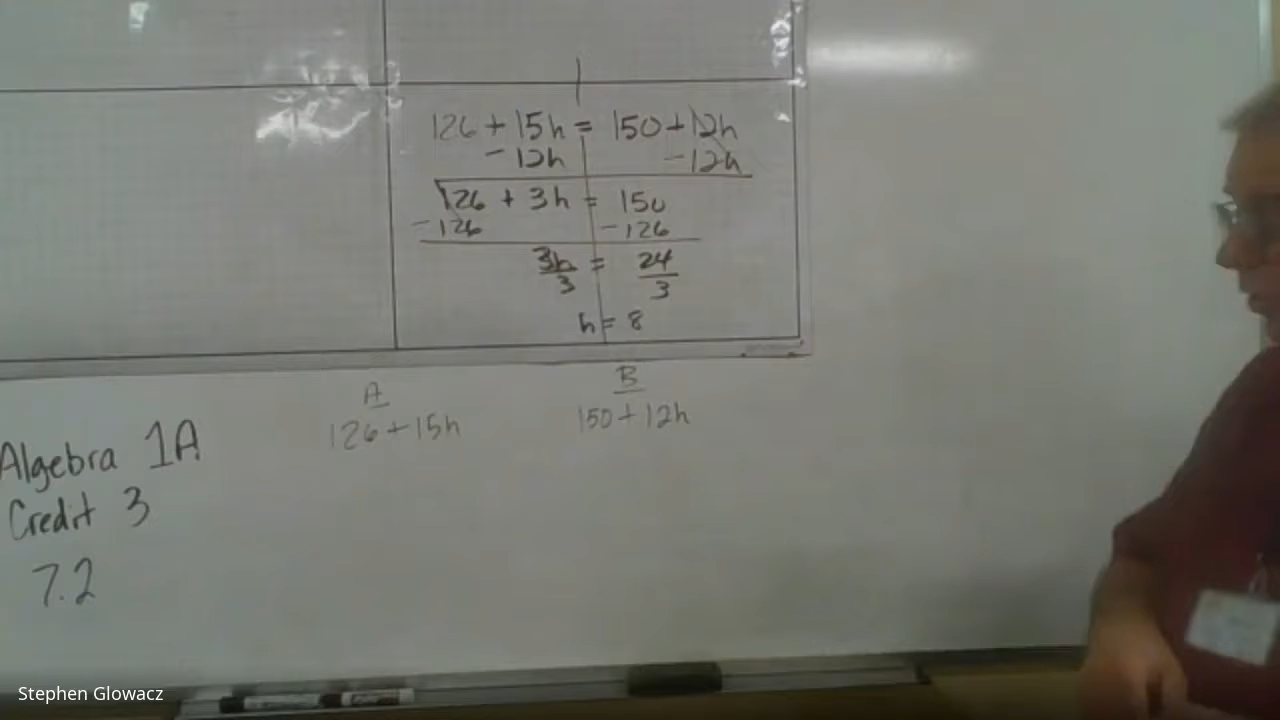 126 + 15h = 150 + 12h
- 12h - 12h
126 + 3h = 150
- 126 - 126
3h = 24
3 3
h = 8
A B
126 + 15h 150 + 12h
Algebra 1A
Credit 3
7.2
Stephen Glowacz